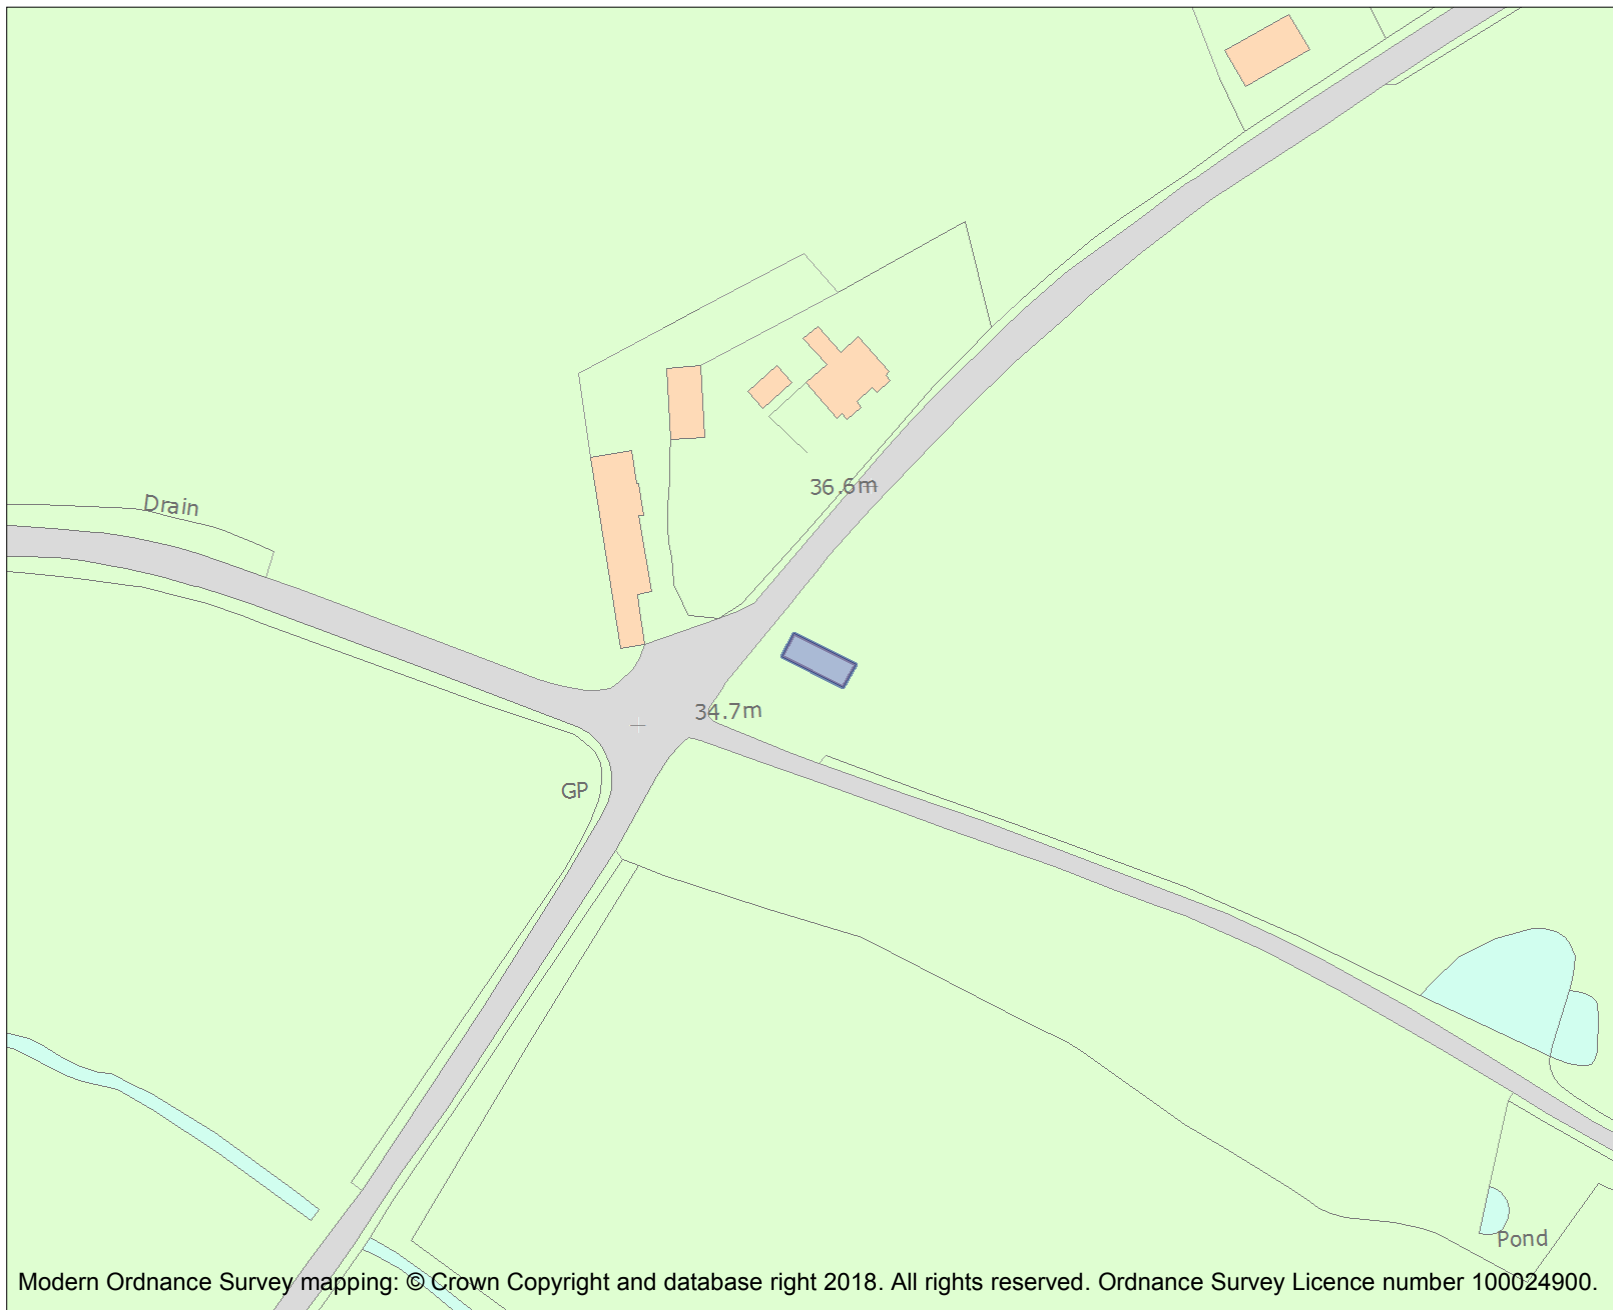 Drain
36.6m
34.7m
GP
Pond
Modern Ordnance Survey mapping: © Crown Copyright and database right 2018. All rights reserved. Ordnance Survey Licence number 100024900.